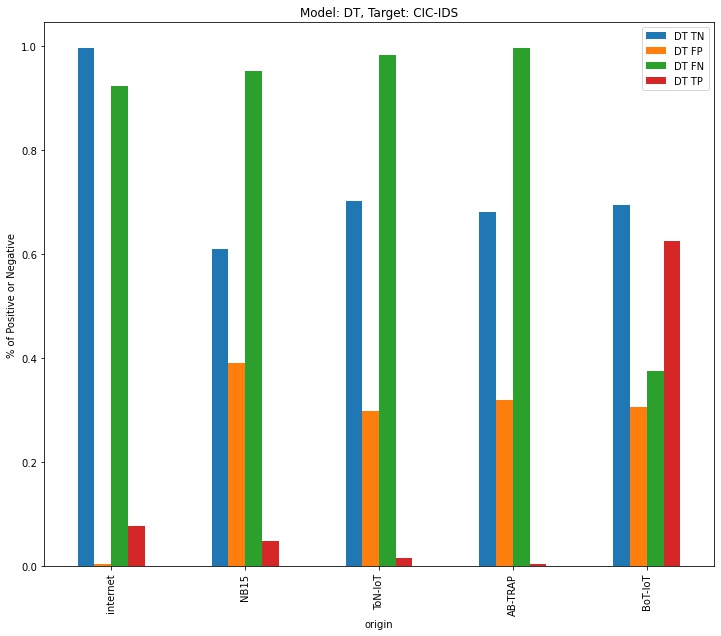 Model: DT, Target: CIC-IDS
DT TN
DT FP
DT FN
DT TP
% of Positive or Negative
1.0
0.8
0.6
0.4
0.2
0.0
internet
NB15
ToN-IoT
AB-TRAP
BoT-IoT
origin